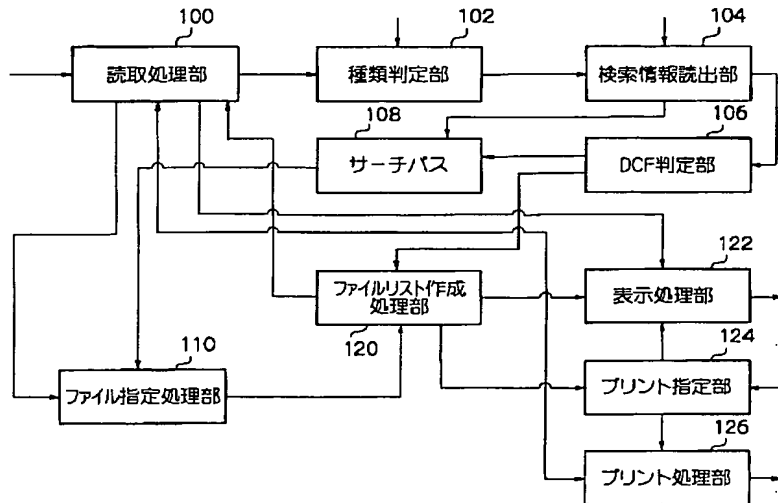 100
読取処理部
102
種類判定部
104
検索情報読出部
108
サーチパス
106
DCF判定部
ファイルリスト作成
処理部
120
122
表示処理部
110
ファイル指定処理部
124
プリント指定部
126
プリント処理部